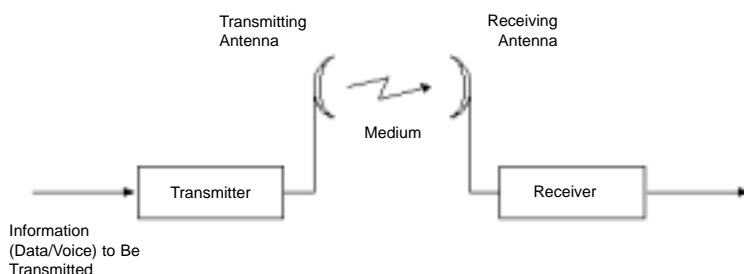 Transmitting
Antenna
Receiving
Antenna
Medium
Transmitter
Receiver
Information
(Data/Voice) to Be
Transmitted